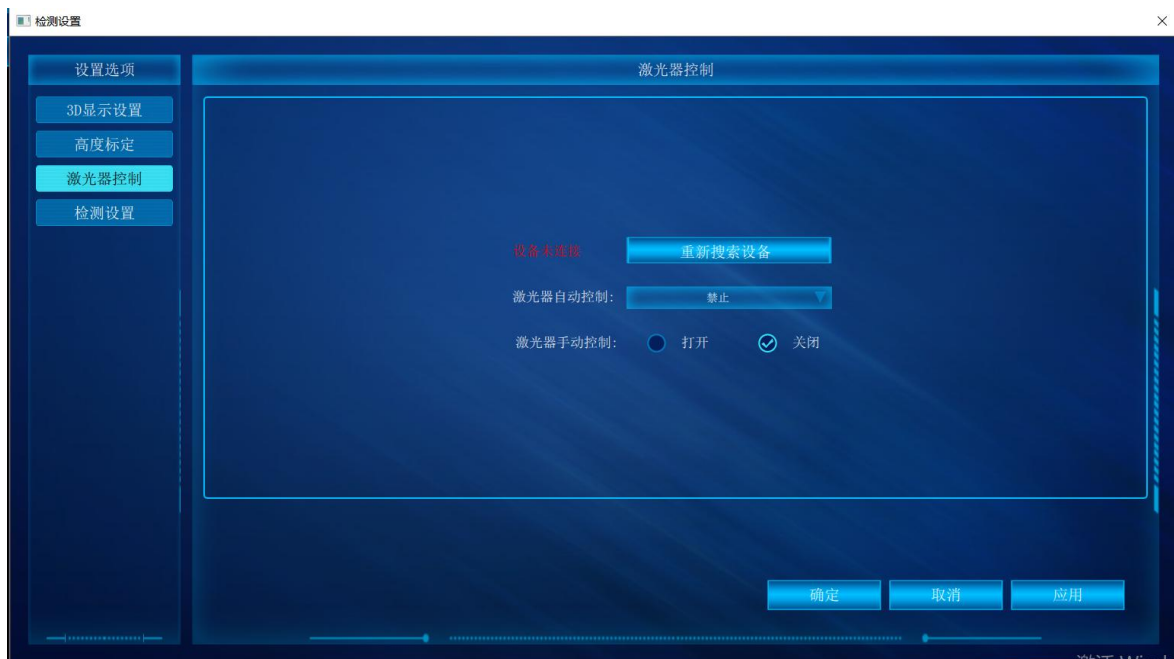 检测设置
设置选项
激光器控制
3D显示设置
高度标定
激光器控制
检测设置
设备未连接
重新搜索设备
激光器自动控制:
禁止
激光器手动控制:
打开
关闭
确定
取消
应用